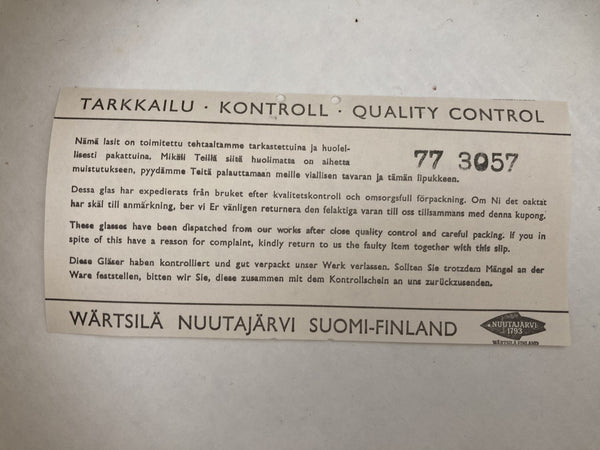 TARKKAILU · KONTROLL · QUALITY CONTROL
Nämä lasit on toimitettu tehtaaltamme tarkastettuina ja huolel-
lisesti pakattuina. Mikäli Teillä siitä huolimatta on aihetta
muistutukseen, pyydämme Teitä palauttamaan meille viallisen tavaran ja tämän lipukkeen.
77 3057
Dessa glas har expedierats från bruket efter kvalitetskontroll och omsorgsfull förpackning. Om Ni det oaktat
har skäl till anmärkning, ber vi Er vänligen returnera den felaktiga varan till oss tillsammans med denna kupong.
These glasses have been dispatched from our works after close quality control and careful packing. If you in
spite of this have a reason for complaint, kindly return to us the faulty item together with this slip.
Diese Gläser haben kontrolliert und gut verpackt unser Werk verlassen. Sollten Sie trotzdem Mängel an der
Ware feststellen, bitten wir Sie, diese zusammen mit dem Kontrollschein an uns zurückzusenden.
WÄRTSILÄ NUUTAJÄRVI SUOMI-FINLAND
NUUTAJÄRVI
1793
WÄRTSILÄ FINLAND